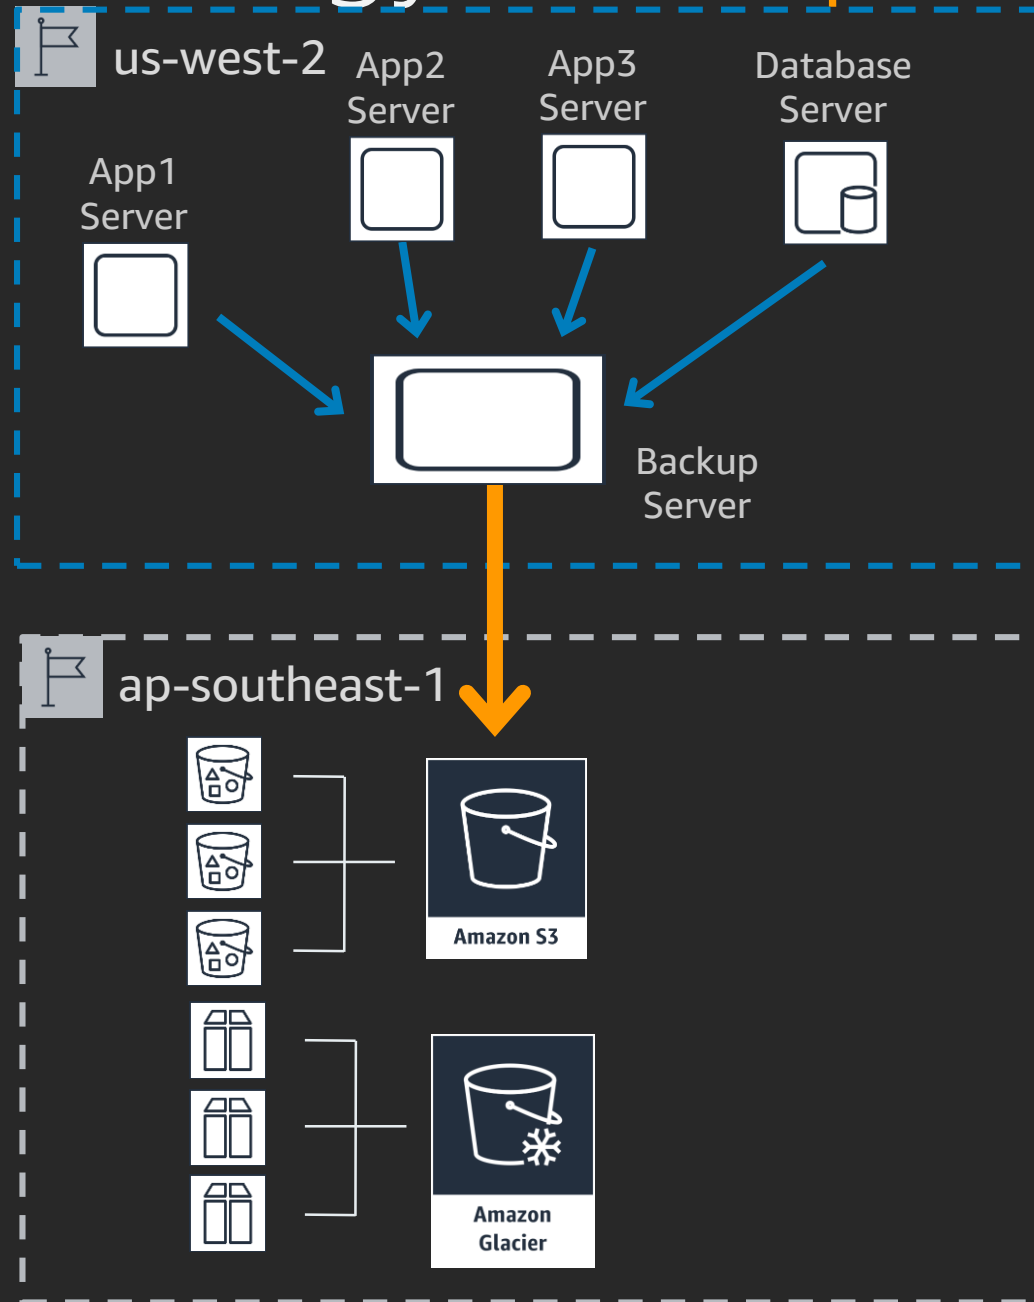 us-west-2
App2
Server
App3
Server
Database
Server
App1
Server
Backup
Server
ap-southeast-1
Amazon S3
Amazon
Glacier